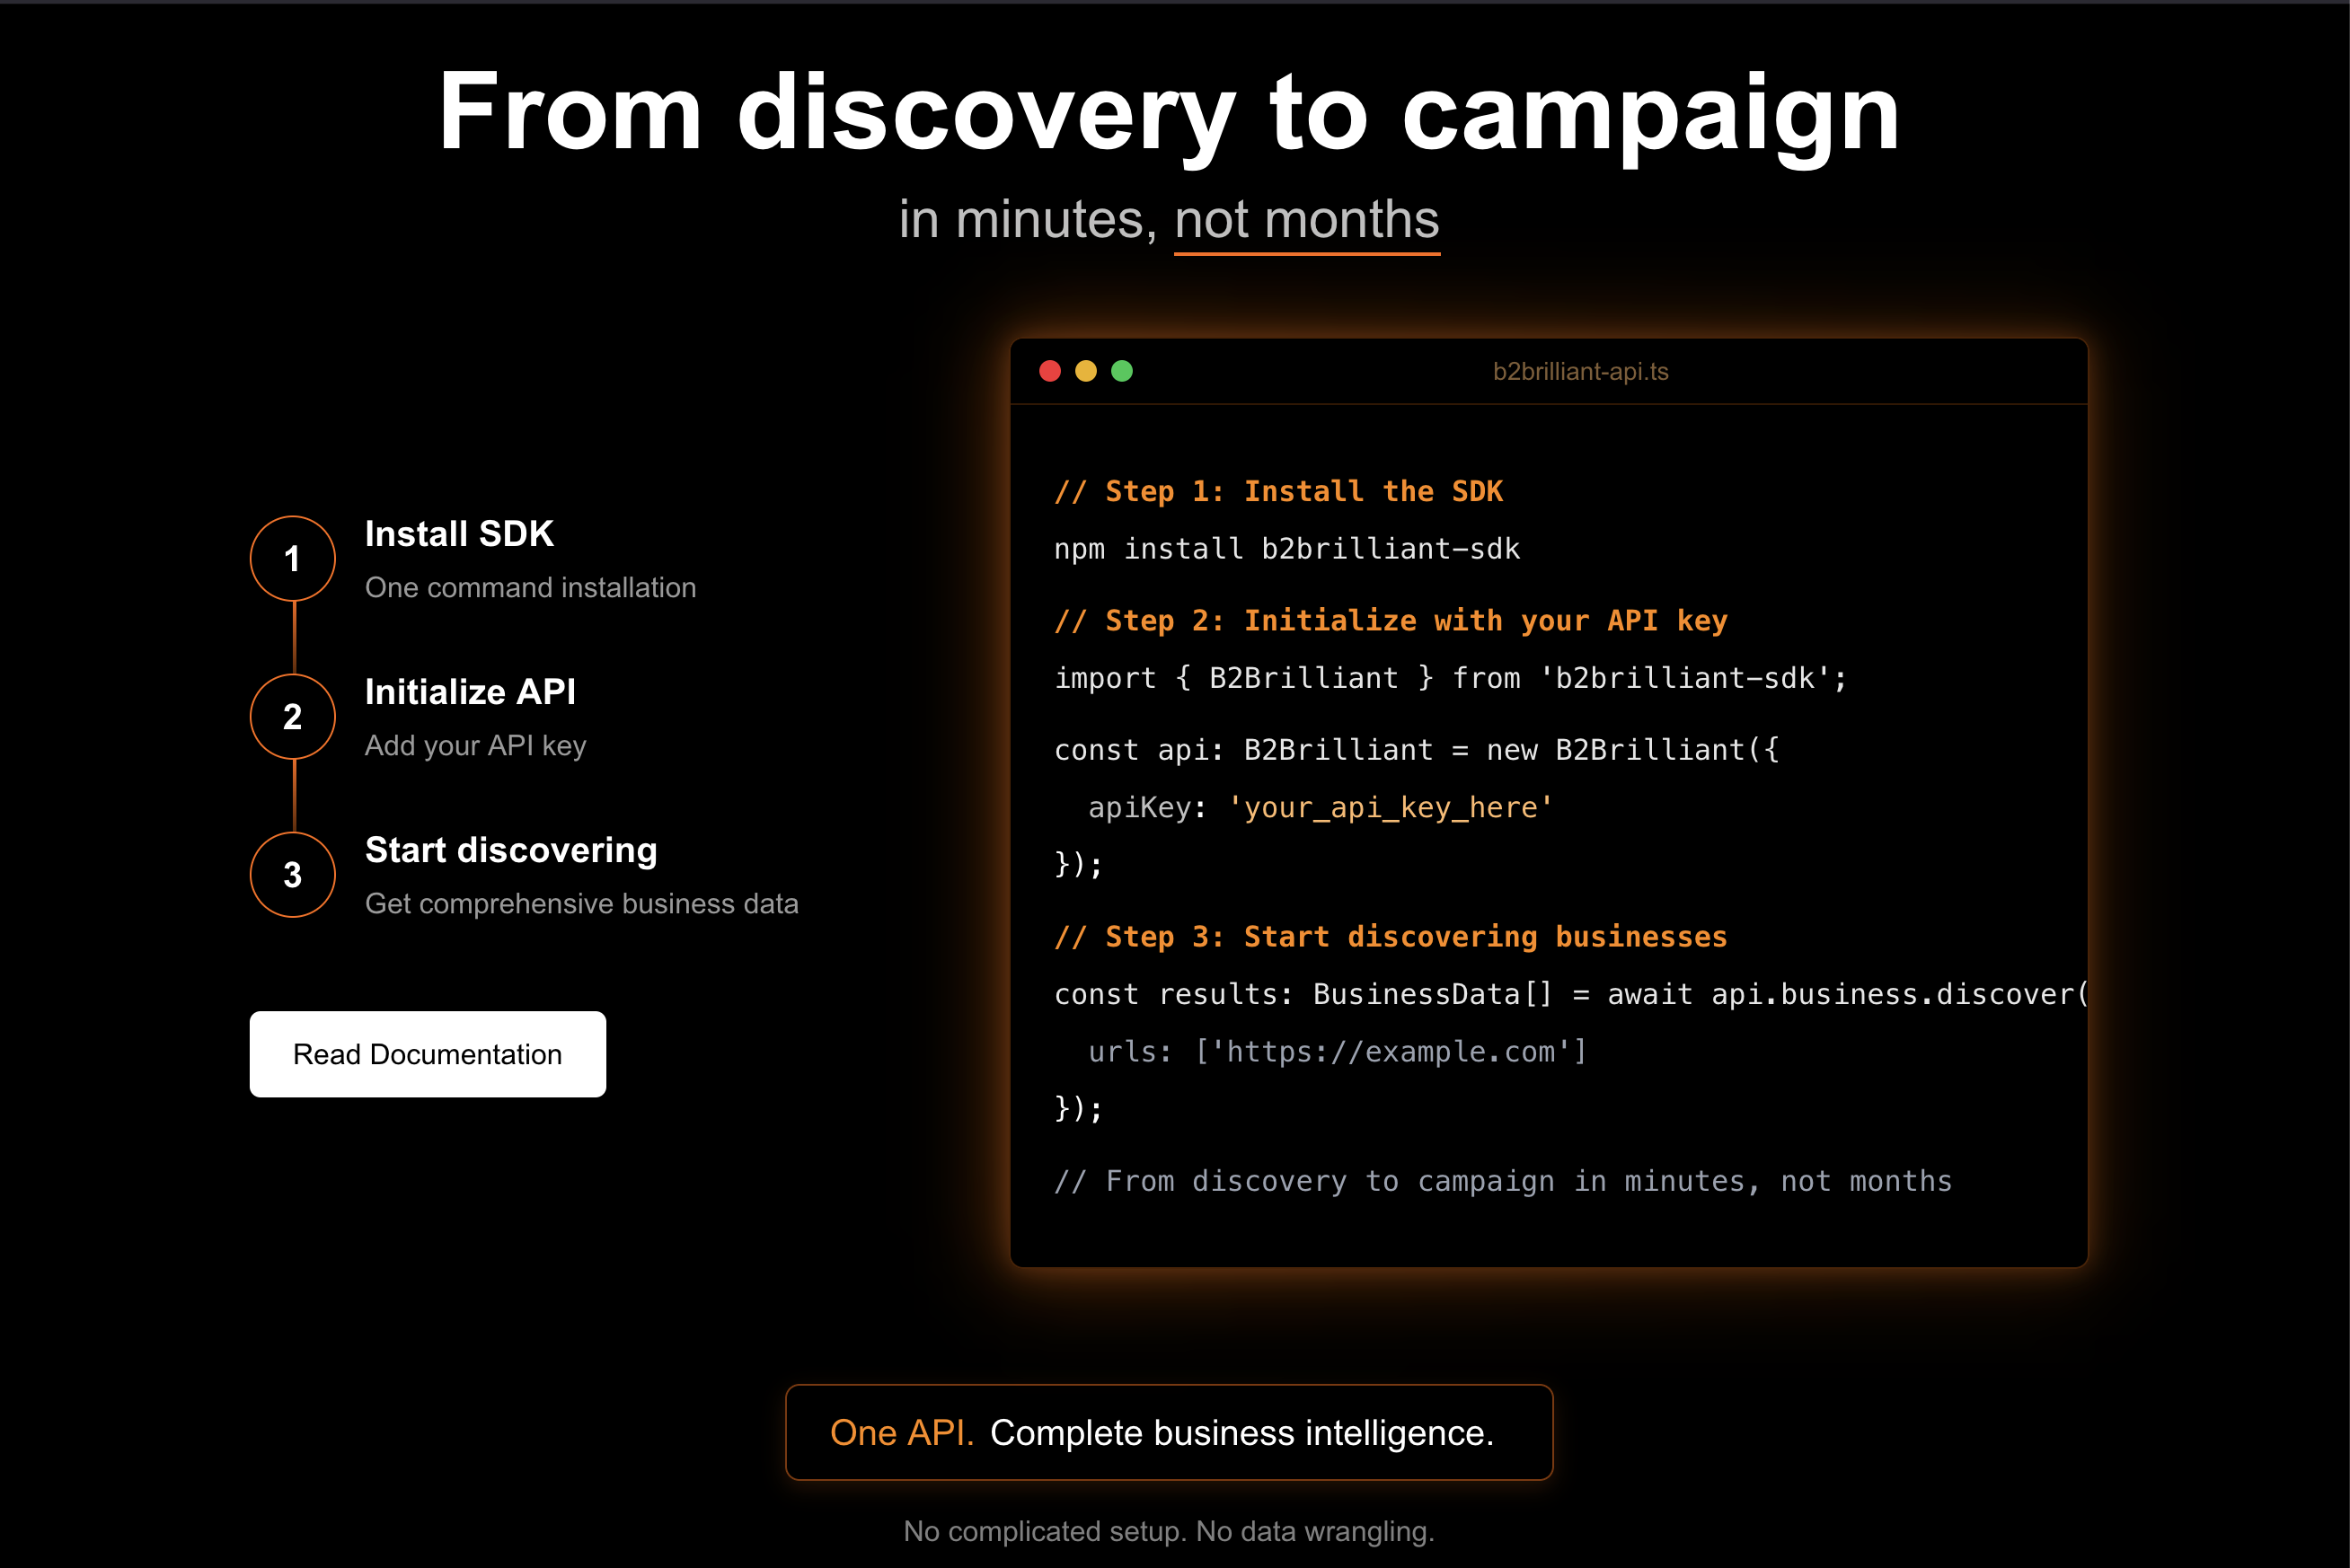 From discovery to campaign
in minutes, not months
1
Install SDK
One command installation
2
Initialize API
Add your API key
3
Start discovering
Get comprehensive business data
Read Documentation
b2brilliant-api.ts
// Step 1: Install the SDK
npm install b2brilliant-sdk
// Step 2: Initialize with your API key
import { B2Brilliant } from 'b2brilliant-sdk';
const api: B2Brilliant = new B2Brilliant({
  apiKey: 'your_api_key_here'
});
// Step 3: Start discovering businesses
const results: BusinessData[] = await api.business.discover(
  urls: ['https://example.com']
});
// From discovery to campaign in minutes, not months
One API. Complete business intelligence.
No complicated setup. No data wrangling.